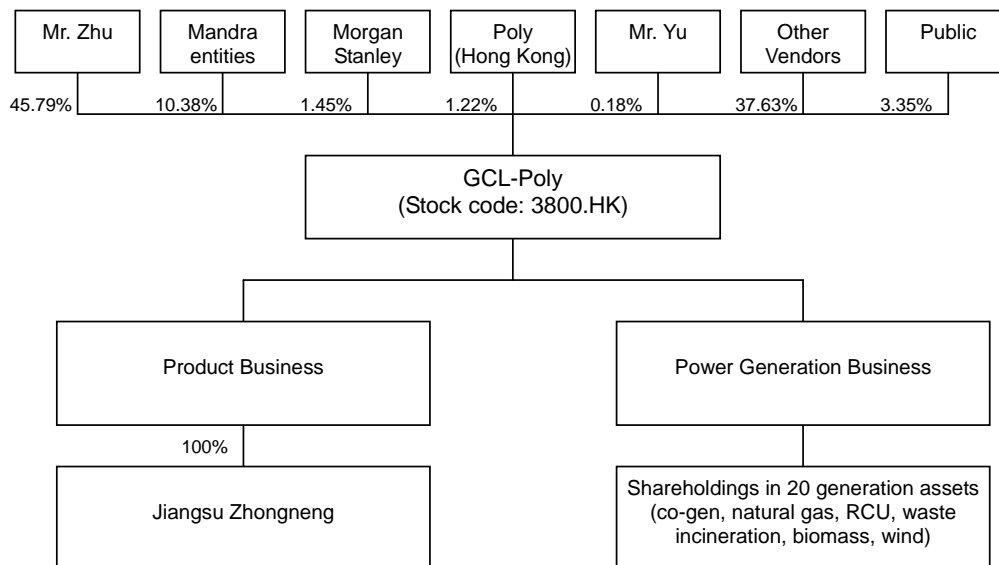 Mr. Zhu
Mandra
entities
Morgan
Stanley
Poly
(Hong Kong)
Mr. Yu
Other
Vendors
Public
45.79%
10.38%
1.45%
1.22%
0.18%
37.63%
3.35%
GCL-Poly
(Stock code: 3800.HK)
Product Business
Power Generation Business
100%
Jiangsu Zhongneng
Shareholdings in 20 generation assets
(co-gen, natural gas, RCU, waste
incineration, biomass, wind)